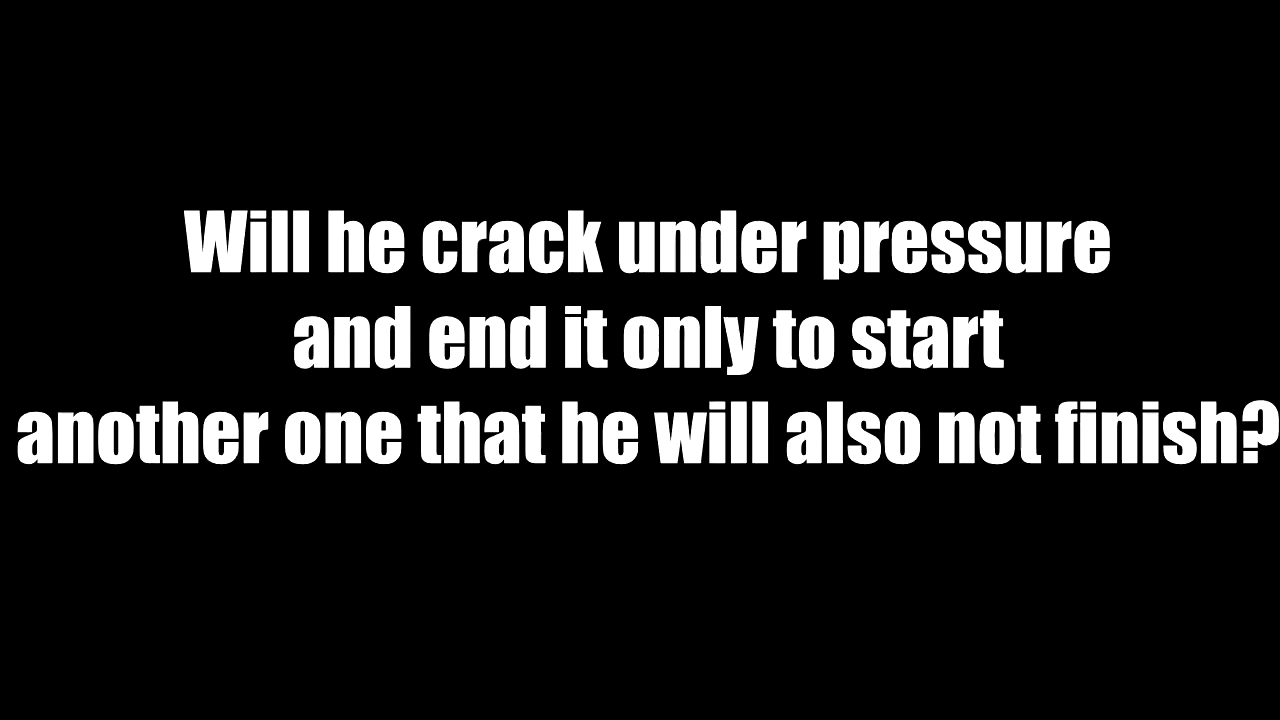 Will he crack under pressure
and end it only to start
another one that he will also not finish?